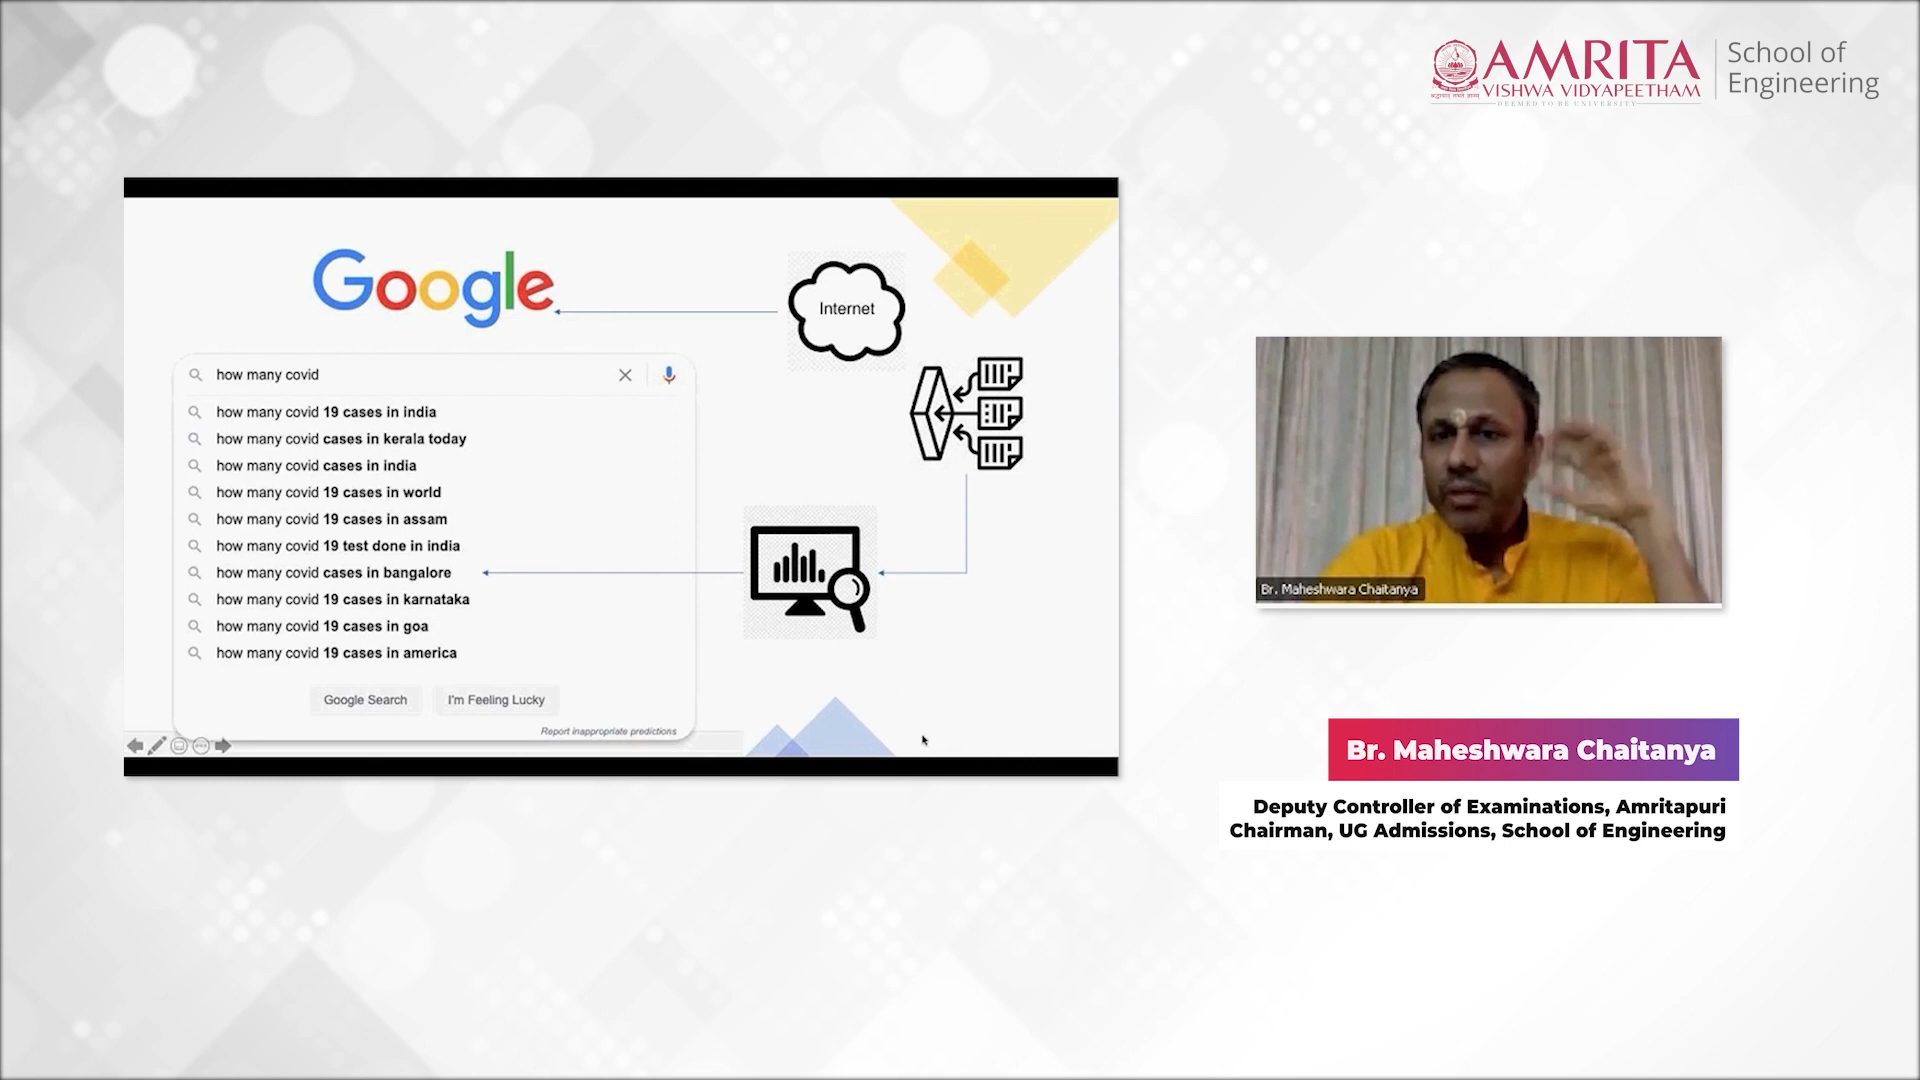 AMRITA
VISHWA VIDYAPEETHAM
DEEMED TO BE UNIVERSITY
School of
Engineering
Google
Internet
how many covid
how many covid 19 cases in india
how many covid cases in kerala today
how many covid cases in india
how many covid 19 cases in world
how many covid 19 cases in assam
how many covid 19 test done in india
how many covid cases in bangalore
how many covid 19 cases in karnataka
how many covid 19 cases in goa
how many covid 19 cases in america
Google Search
I'm Feeling Lucky
Report inappropriate predictions
Br. Maheshwara Chaitanya
Br. Maheshwara Chaitanya
Deputy Controller of Examinations, Amritapuri
Chairman, UG Admissions, School of Engineering